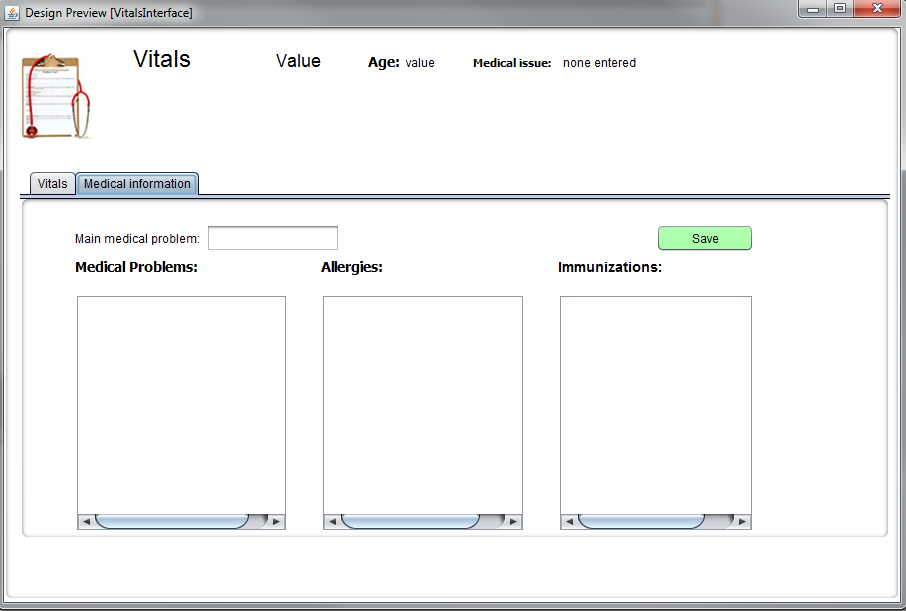 Design Preview [VitalsInterface]
Vitals Value Age: value Medical issue: none entered
Vitals Medical information
Main medical problem: Save
Medical Problems: Allergies: Immunizations: